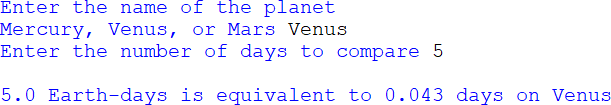 Enter the name of the planet
Mercury, Venus, or Mars Venus
Enter the number of days to compare 5
5.0 Earth-days is equivalent to 0.043 days on Venus